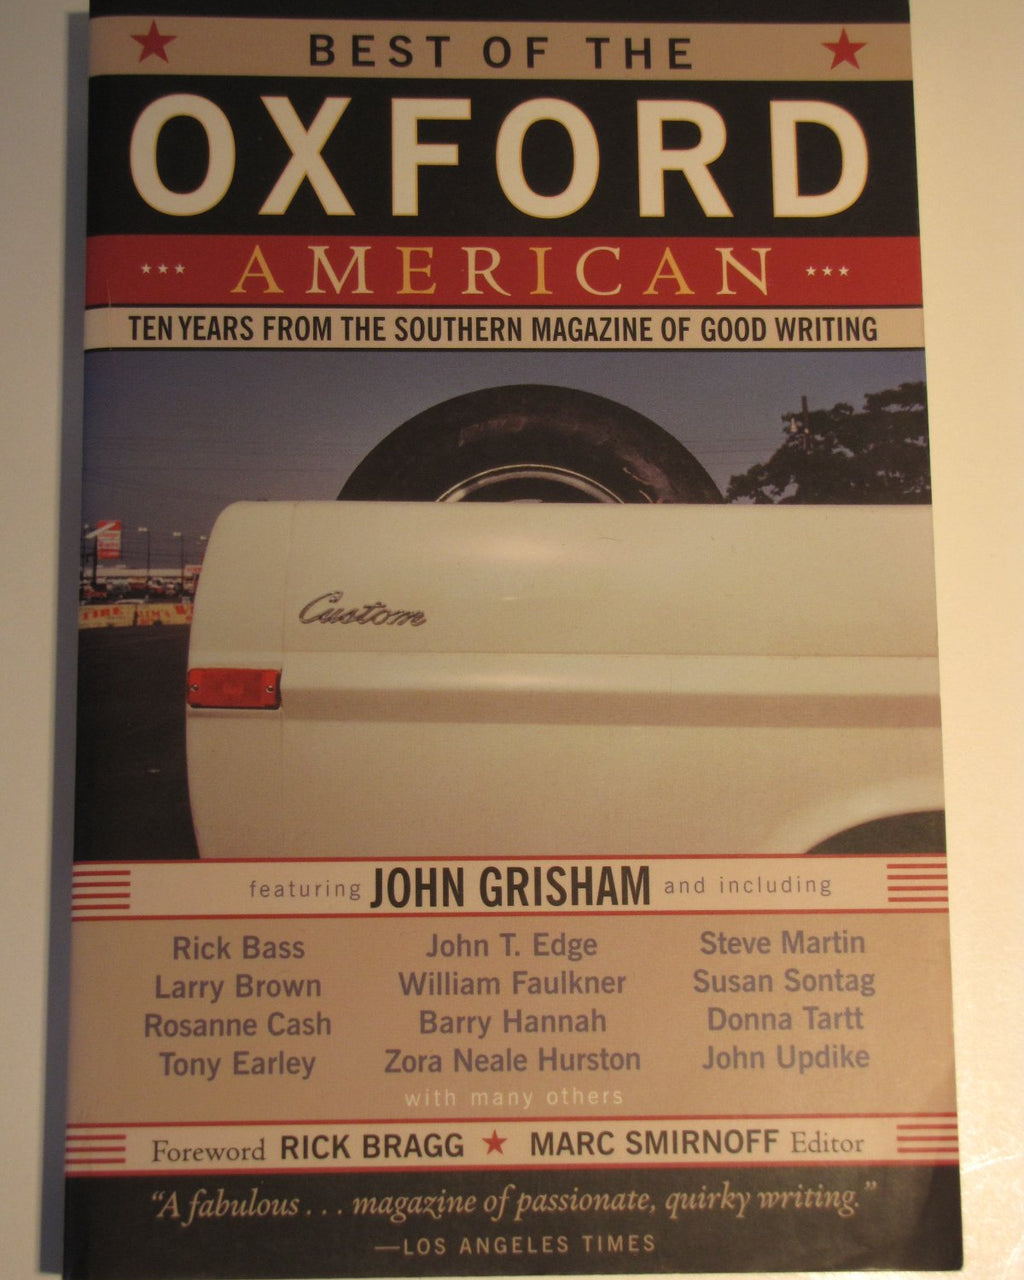 BEST OF THE
OXFORD
AMERICAN
TEN YEARS FROM THE SOUTHERN MAGAZINE OF GOOD WRITING
Custom
TIRE
featuring JOHN GRISHAM and including
Rick Bass John T. Edge Steve Martin
Larry Brown William Faulkner Susan Sontag
Rosanne Cash Barry Hannah Donna Tartt
Tony Earley Zora Neale Hurston John Updike
with many others
Foreword RICK BRAGG ★ MARC SMIRNOFF Editor
“A fabulous . . . magazine of passionate, quirky writing.”
—LOS ANGELES TIMES